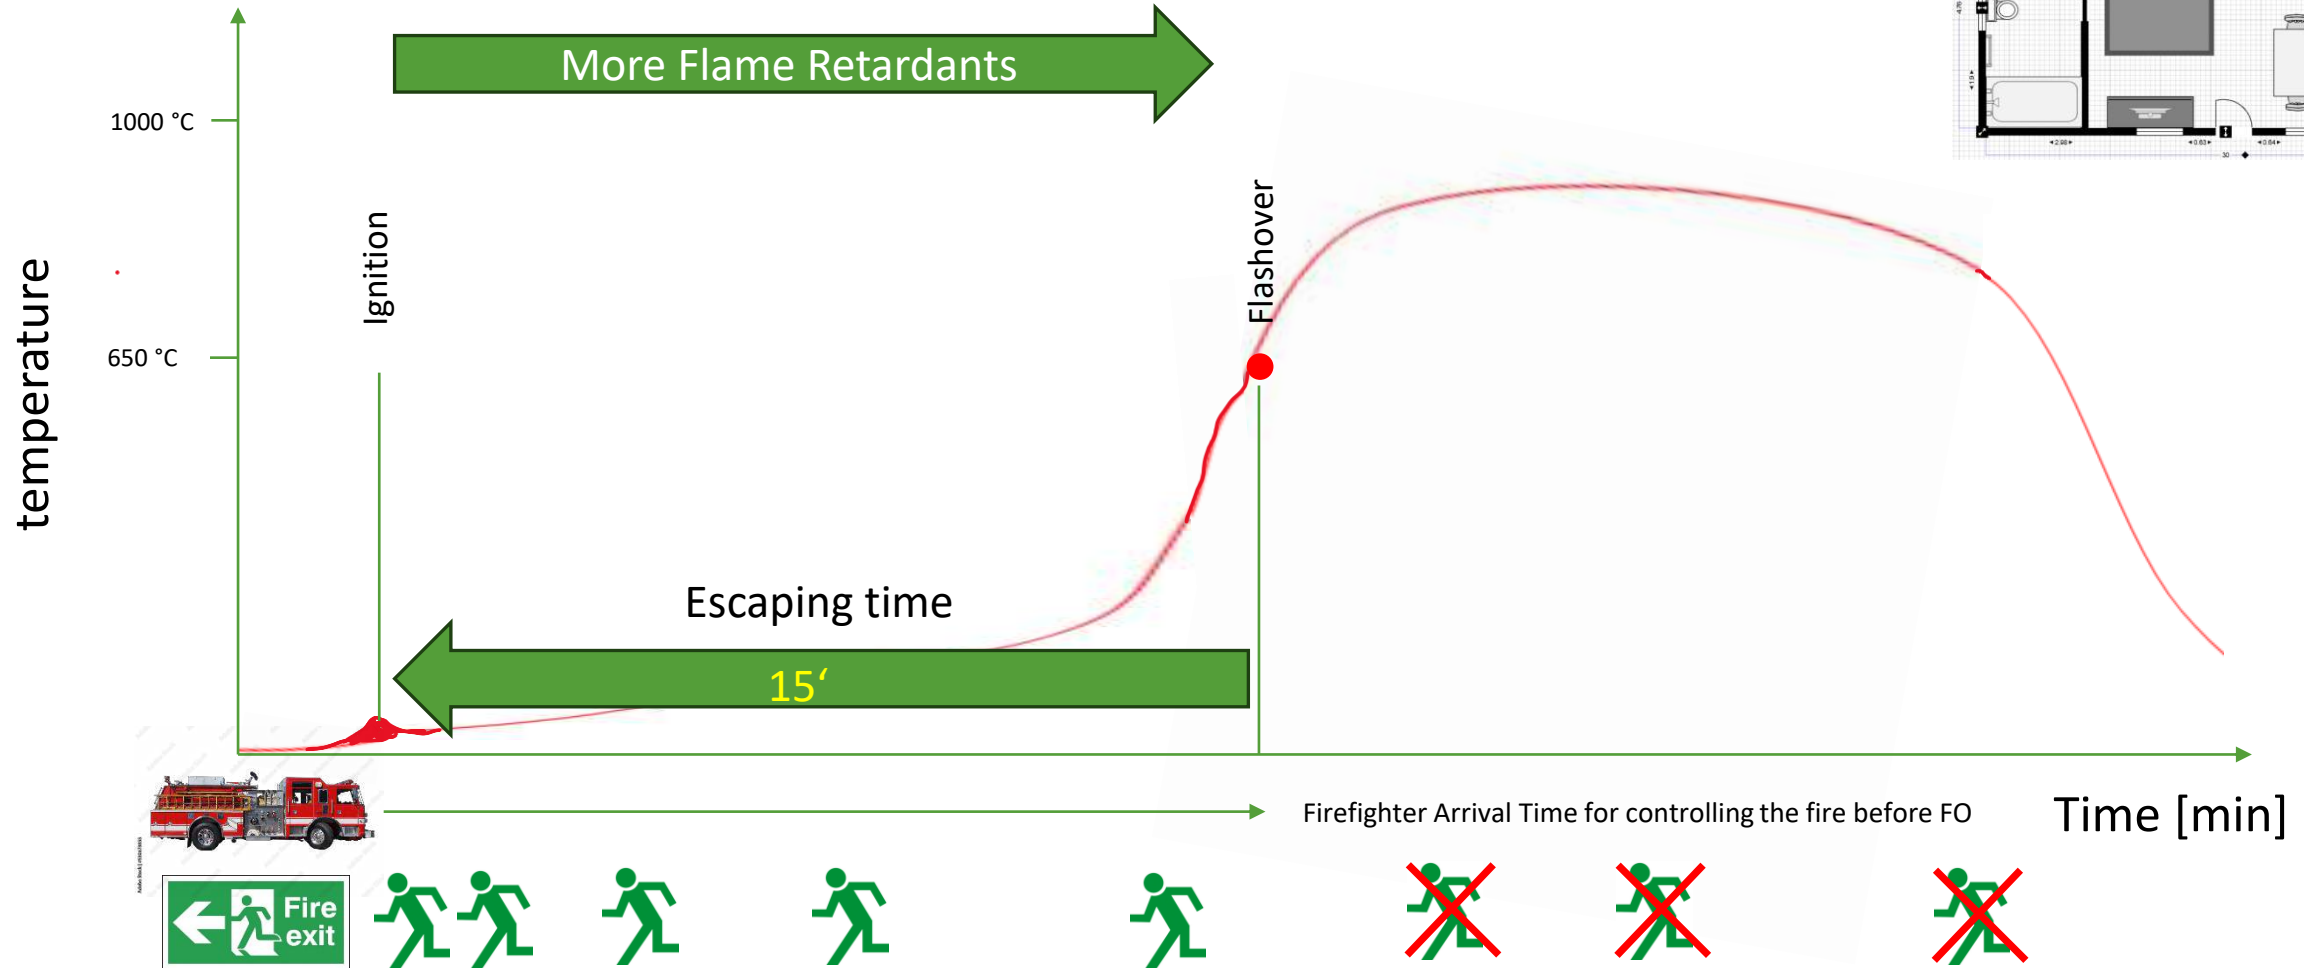 More Flame Retardants
1000 °C
Ignition
Flashover
temperature
650 °C
Escaping time
15‘
Firefighter Arrival Time for controlling the fire before FO
Time [min]
Fire
exit